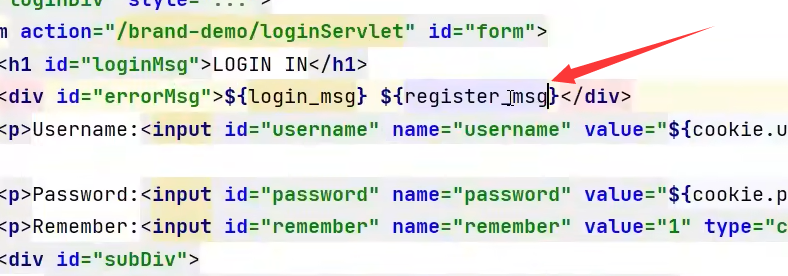 loginDiv" style="..."
m action="/brand-demo/loginServlet" id="form">
<h1 id="loginMsg">LOGIN IN</h1>
<div id="errorMsg">${login_msg} ${register_msg}</div>
<p>Username:<input id="username" name="username" value="${cookie.u
<p>Password:<input id="password" name="password" value="${cookie.p
<p>Remember:<input id="remember" name="remember" value="1" type="c
<div id="subDiv">